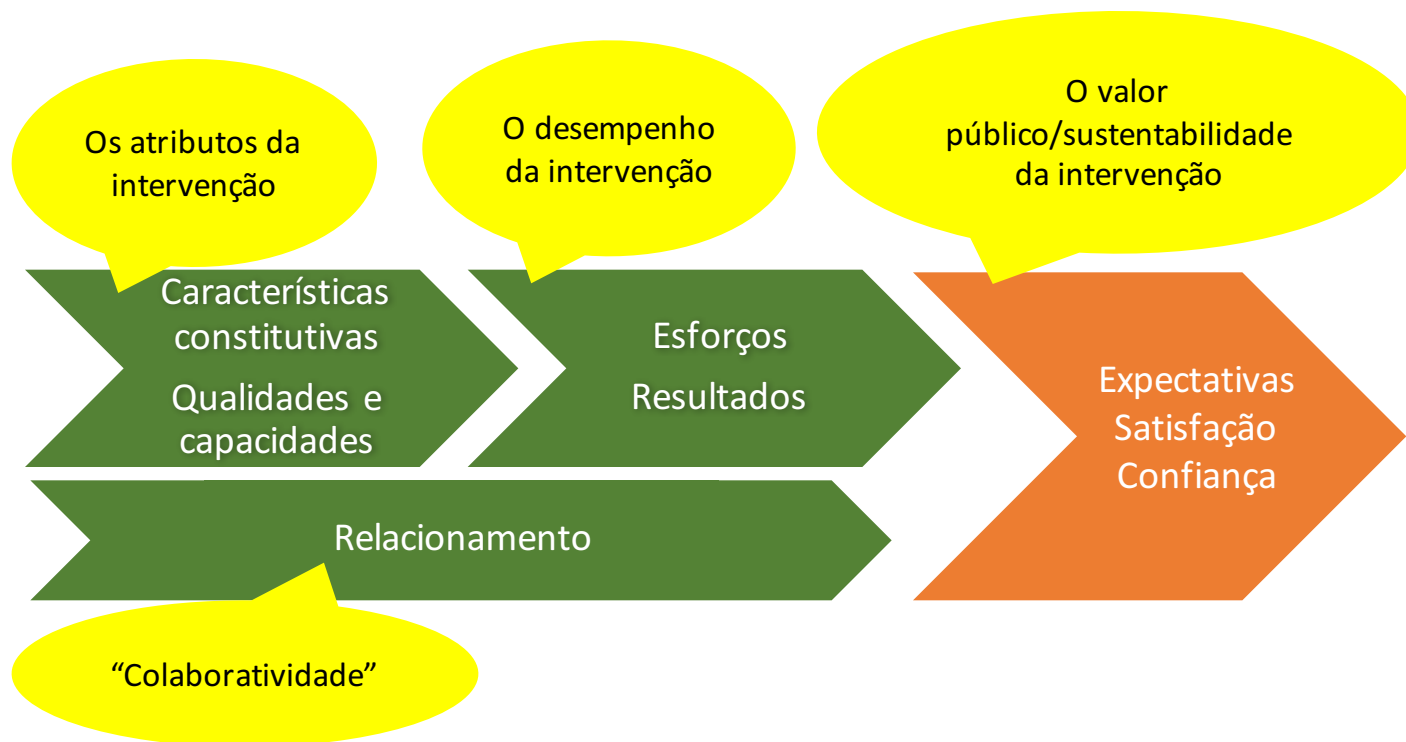 Os atributos da
intervenção
O desempenho
da intervenção
O valor
público/sustentabilidade
da intervenção
Características
constitutivas
Qualidades e
capacidades
Esforços
Resultados
Expectativas
Satisfação
Confiança
Relacionamento
“Colaboratividade”